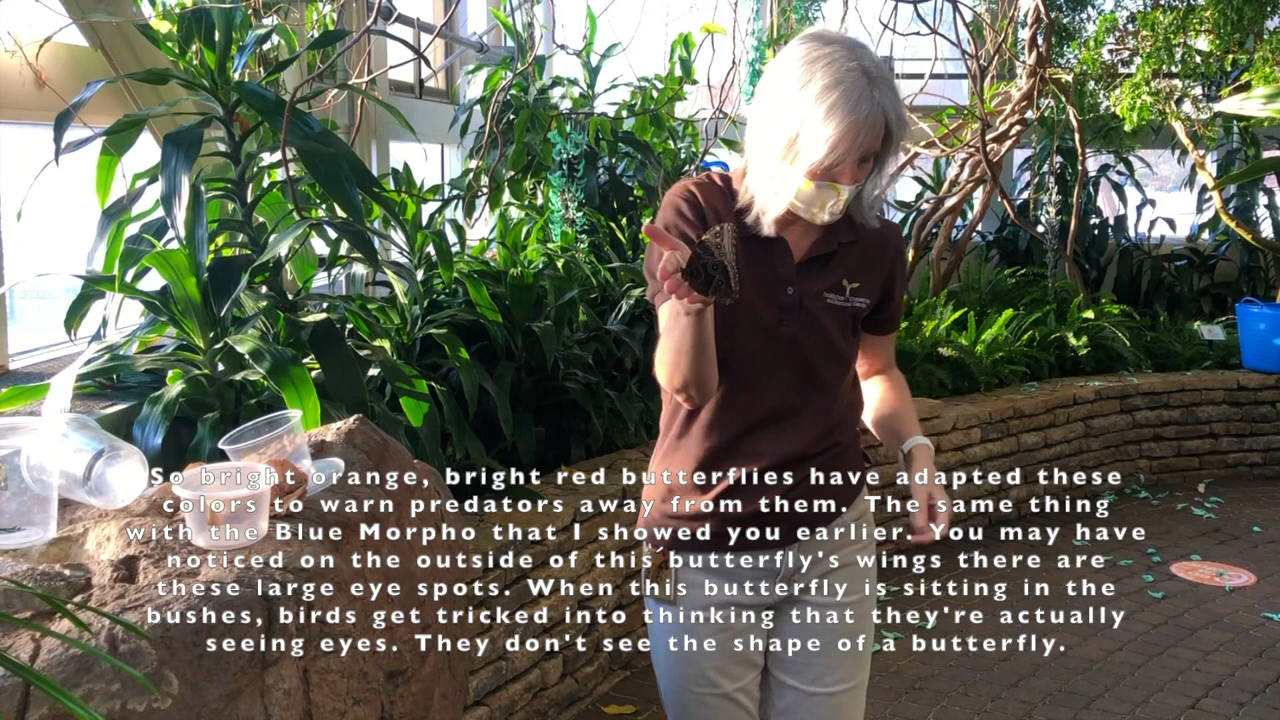 So bright orange, bright red butterflies have adapted these
colors to warn predators away from them. The same thing
with the Blue Morpho that I showed you earlier. You may have
noticed on the outside of this butterfly's wings there are
these large eye spots. When this butterfly is sitting in the
bushes, birds get tricked into thinking that they're actually
seeing eyes. They don't see the shape of a butterfly.